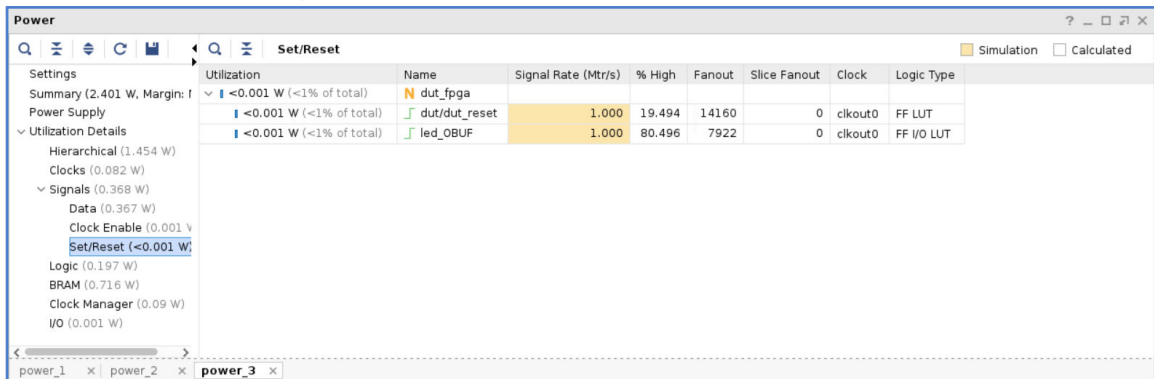 Power
Set/Reset
Simulation
Calculated
Settings
Summary (2.401 W, Margin:
Power Supply
Utilization Details
Hierarchical (1.454 W)
Clocks (0.082 W)
Signals (0.368 W)
Data (0.367 W)
Clock Enable (0.001
Set/Reset (<0.001 W)
Logic (0.197 W)
BRAM (0.716 W)
Clock Manager (0.09 W)
I/O (0.001 W)
Utilization Name Signal Rate (Mtr/s) % High Fanout Slice Fanout Clock Logic Type
<0.001 W (<1% of total) N dut_fpga
<0.001 W (<1% of total) dut/dut_reset 1.000 19.494 14160 0 clkout0 FF LUT
<0.001 W (<1% of total) led_OBUF 1.000 80.496 7922 0 clkout0 FF I/O LUT
power_1 power_2 power_3